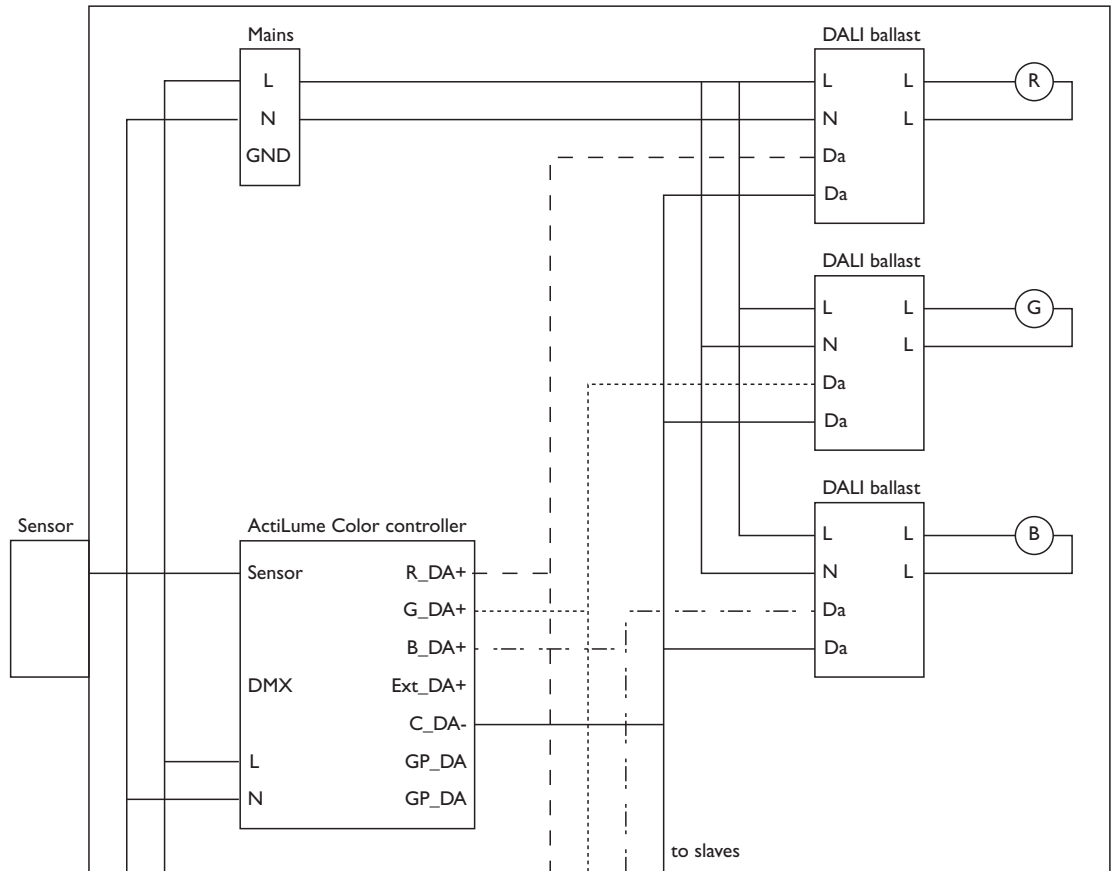 Mains
L
N
GND
DALI ballast
L L
N L
Da
Da
R
DALI ballast
L L
N L
Da
Da
G
DALI ballast
L L
N L
Da
Da
B
Sensor
ActiLume Color controller
Sensor R_DA+
G_DA+
B_DA+
DMX Ext_DA+
C_DA-
L GP_DA
N GP_DA
to slaves